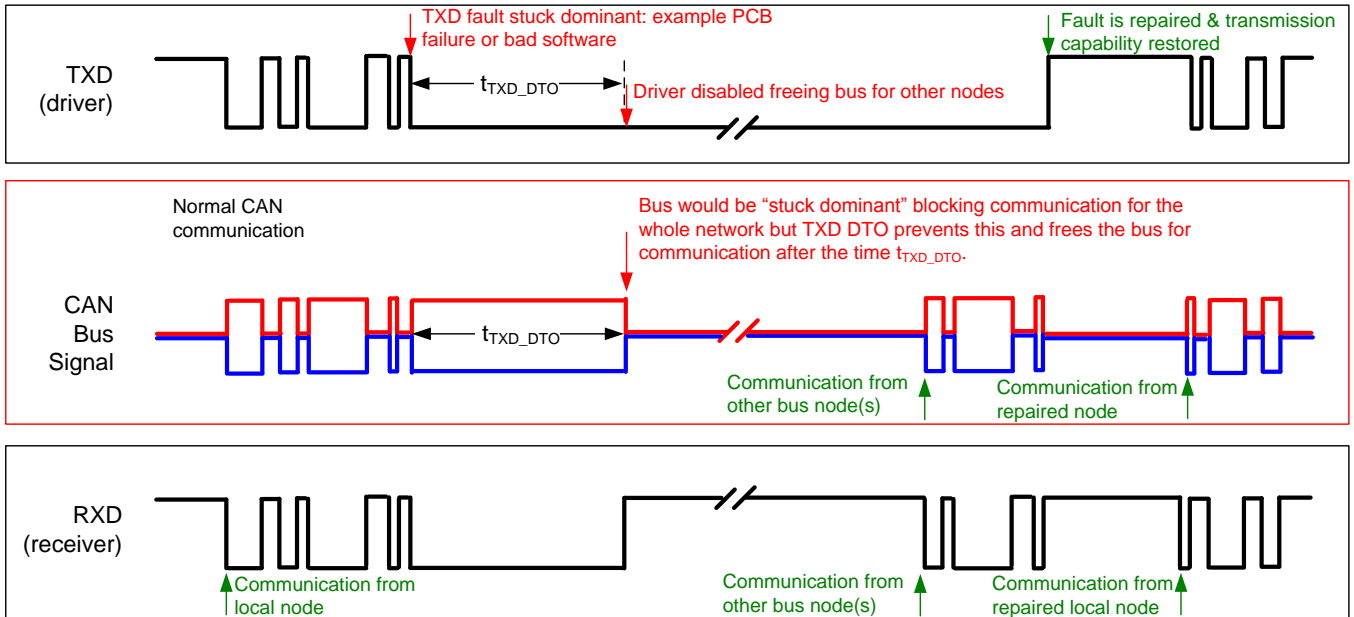 TXD fault stuck dominant: example PCB
failure or bad software
Fault is repaired & transmission
capability restored
TXD
(driver)
tTXD_DTO
Driver disabled freeing bus for other nodes
Normal CAN
communication
Bus would be “stuck dominant” blocking communication for the
whole network but TXD DTO prevents this and frees the bus for
communication after the time tTXD_DTO.
CAN
Bus
Signal
tTXD_DTO
Communication from
other bus node(s)
Communication from
repaired node
RXD
(receiver)
Communication from
local node
Communication from
other bus node(s)
Communication from
repaired local node